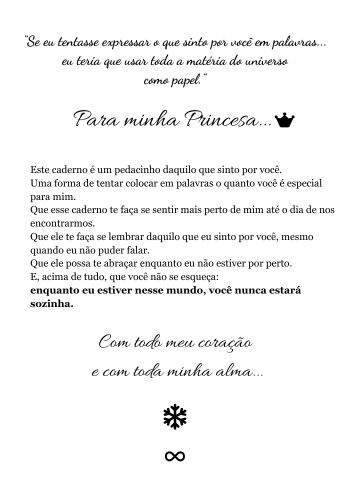 "Se eu tentasse expressar o que sinto por você em palavras...
eu teria que usar toda a matéria do universo
como papel."
Para minha Princesa...
Este caderno é um pedacinho daquilo que sinto por você.
Uma forma de tentar colocar em palavras o quanto você é especial
para mim.
Que esse caderno te faça se sentir mais perto de mim até o dia de nos
encontrarmos.
Que ele te faça se lembrar daquilo que eu sinto por você, mesmo
quando eu não puder falar.
Que ele possa te abraçar enquanto eu não estiver por perto.
E, acima de tudo, que você não se esqueça:
enquanto eu estiver nesse mundo, você nunca estará
sozinha.
Com todo meu coração
e com toda minha alma...